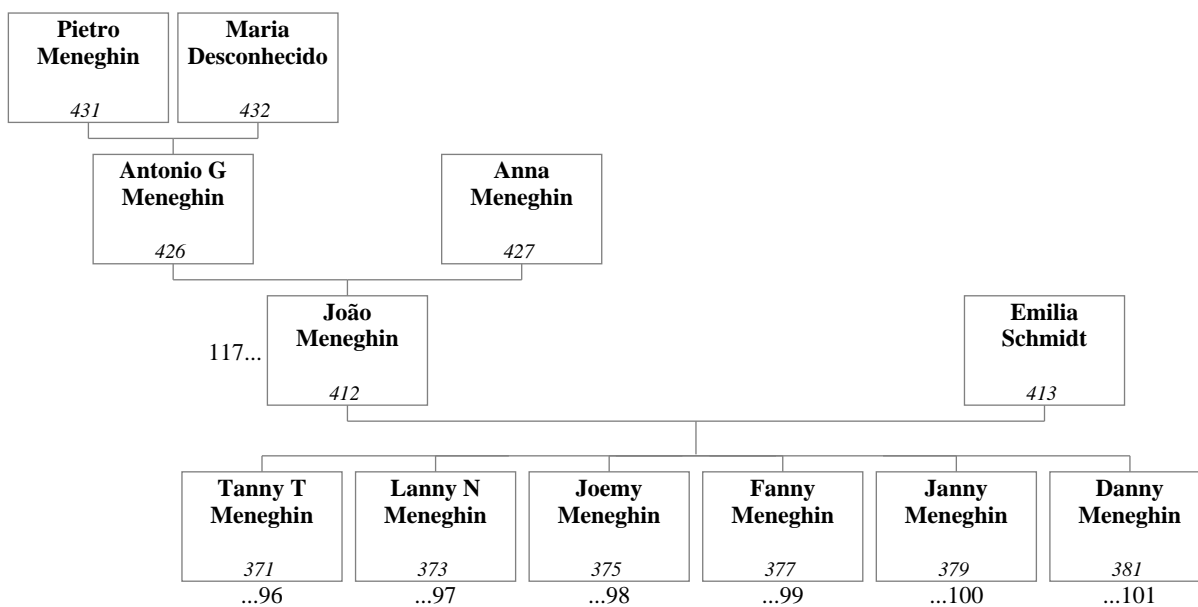 Pietro
Meghin
431
Maria
Desconhecido
432
Antonio G
Meneghin
426
Anna
Meneghin
427
117...
João
Meneghin
412
Emilia
Schmidt
413
Tanny T
Meneghin
371
...96
Lanny N
Meneghin
373
...97
Joemy
Meneghin
375
...98
Fanny
Meneghin
377
...99
Janny
Meneghin
379
...100
Danny
Meneghin
381
...101